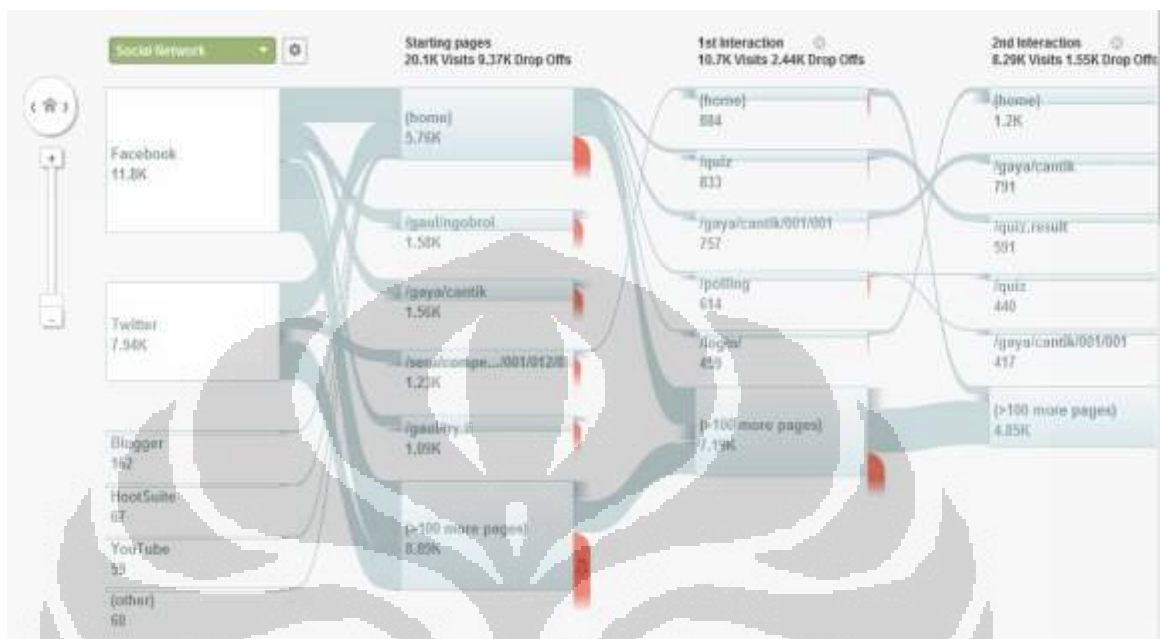 Social Network
Starting pages
20.1K Visits 9.37K Drop Offs
1st Interaction
10.7K Visits 2.44K Drop Offs
2nd Interaction
8.29K Visits 1.55K Drop Offs
Facebook
11.8K
Twitter
7.94K
Blogger
162
HootSuite
67
YouTube
59
(other)
60
(home)
5.76K
/gaul/ngobrol
1.58K
/gaya/cantik
1.56K
1.23K
1.09K
(>100 more pages)
8.89K
(home)
884
/quiz
833
/gaya/cantik/001/001
757
/polling
614
/login/
459
(>100 more pages)
7.19K
(home)
1.2K
/gaya/cantik
791
/quiz.result
591
/quiz
440
/gaya/cantik/001/001
417
(>100 more pages)
4.85K